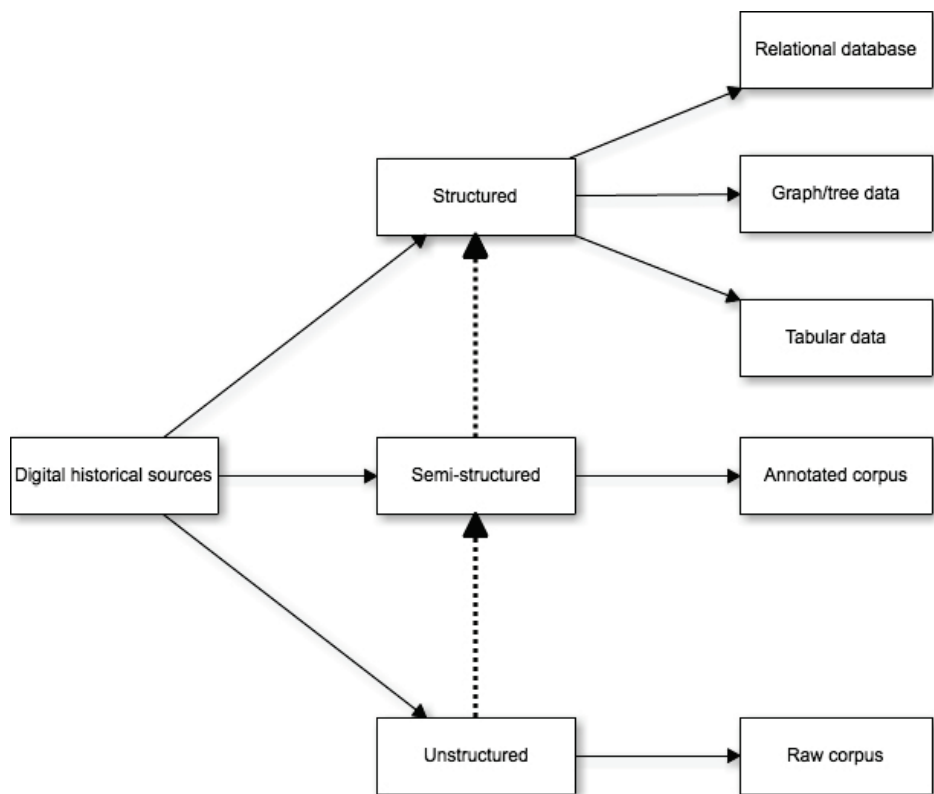 Relational database
Structured
Graph/tree data
Tabular data
Digital historical sources
Semi-structured
Annotated corpus
Unstructured
Raw corpus